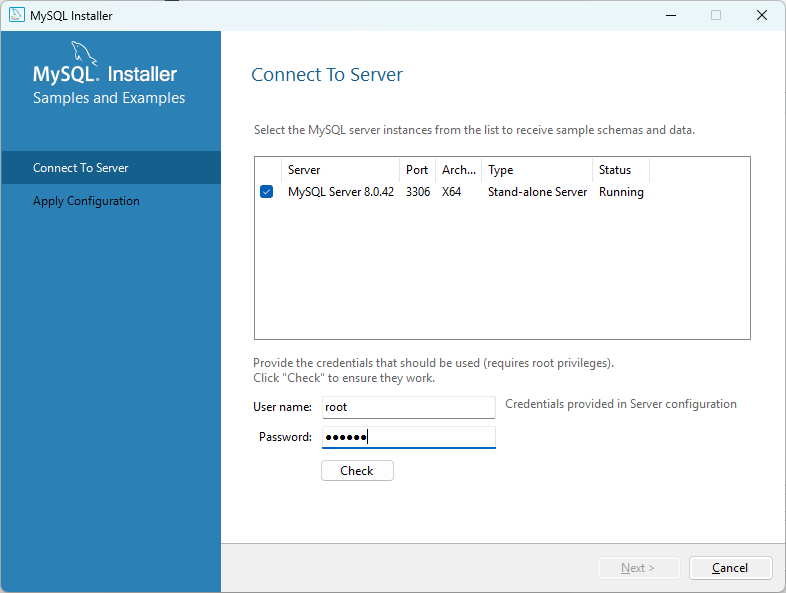 MySQL Installer
MySQL. Installer
Samples and Examples
Connect To Server
Apply Configuration
Connect To Server
Select the MySQL server instances from the list to receive sample schemas and data.
Server Port Arch... Type Status
MySQL Server 8.0.42 3306 X64 Stand-alone Server Running
Provide the credentials that should be used (requires root privileges).
Click "Check" to ensure they work.
User name: root Credentials provided in Server configuration
Password: ●●●●●●
Check
Next > Cancel